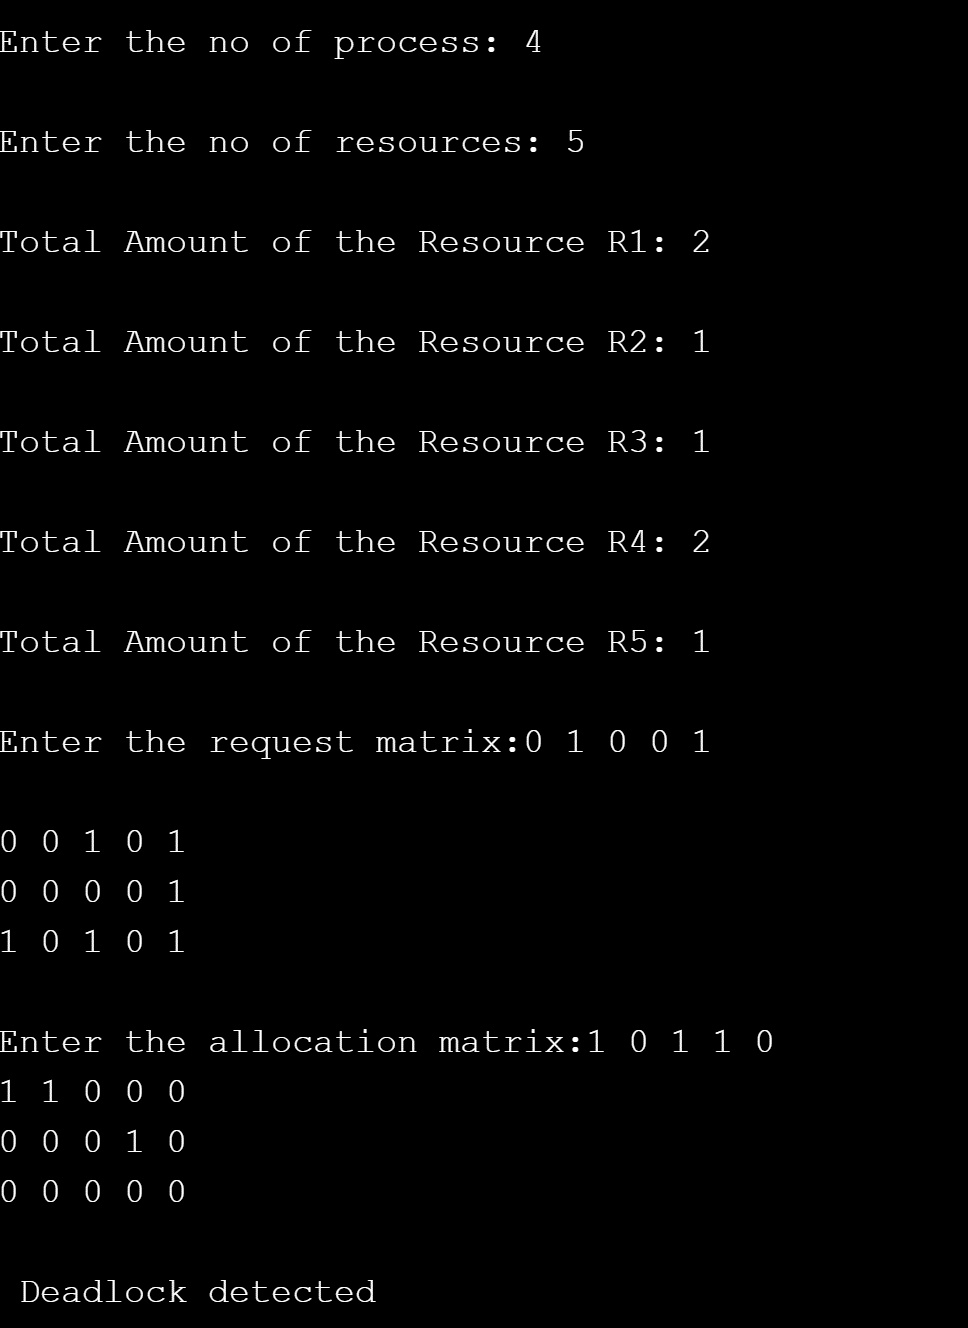 Enter the no of process: 4
Enter the no of resources: 5
Total Amount of the Resource R1: 2
Total Amount of the Resource R2: 1
Total Amount of the Resource R3: 1
Total Amount of the Resource R4: 2
Total Amount of the Resource R5: 1
Enter the request matrix:0 1 0 0 1
0 0 1 0 1
0 0 0 0 1
1 0 1 0 1
Enter the allocation matrix:1 0 1 1 0
1 1 0 0 0
0 0 0 1 0
0 0 0 0 0
Deadlock detected